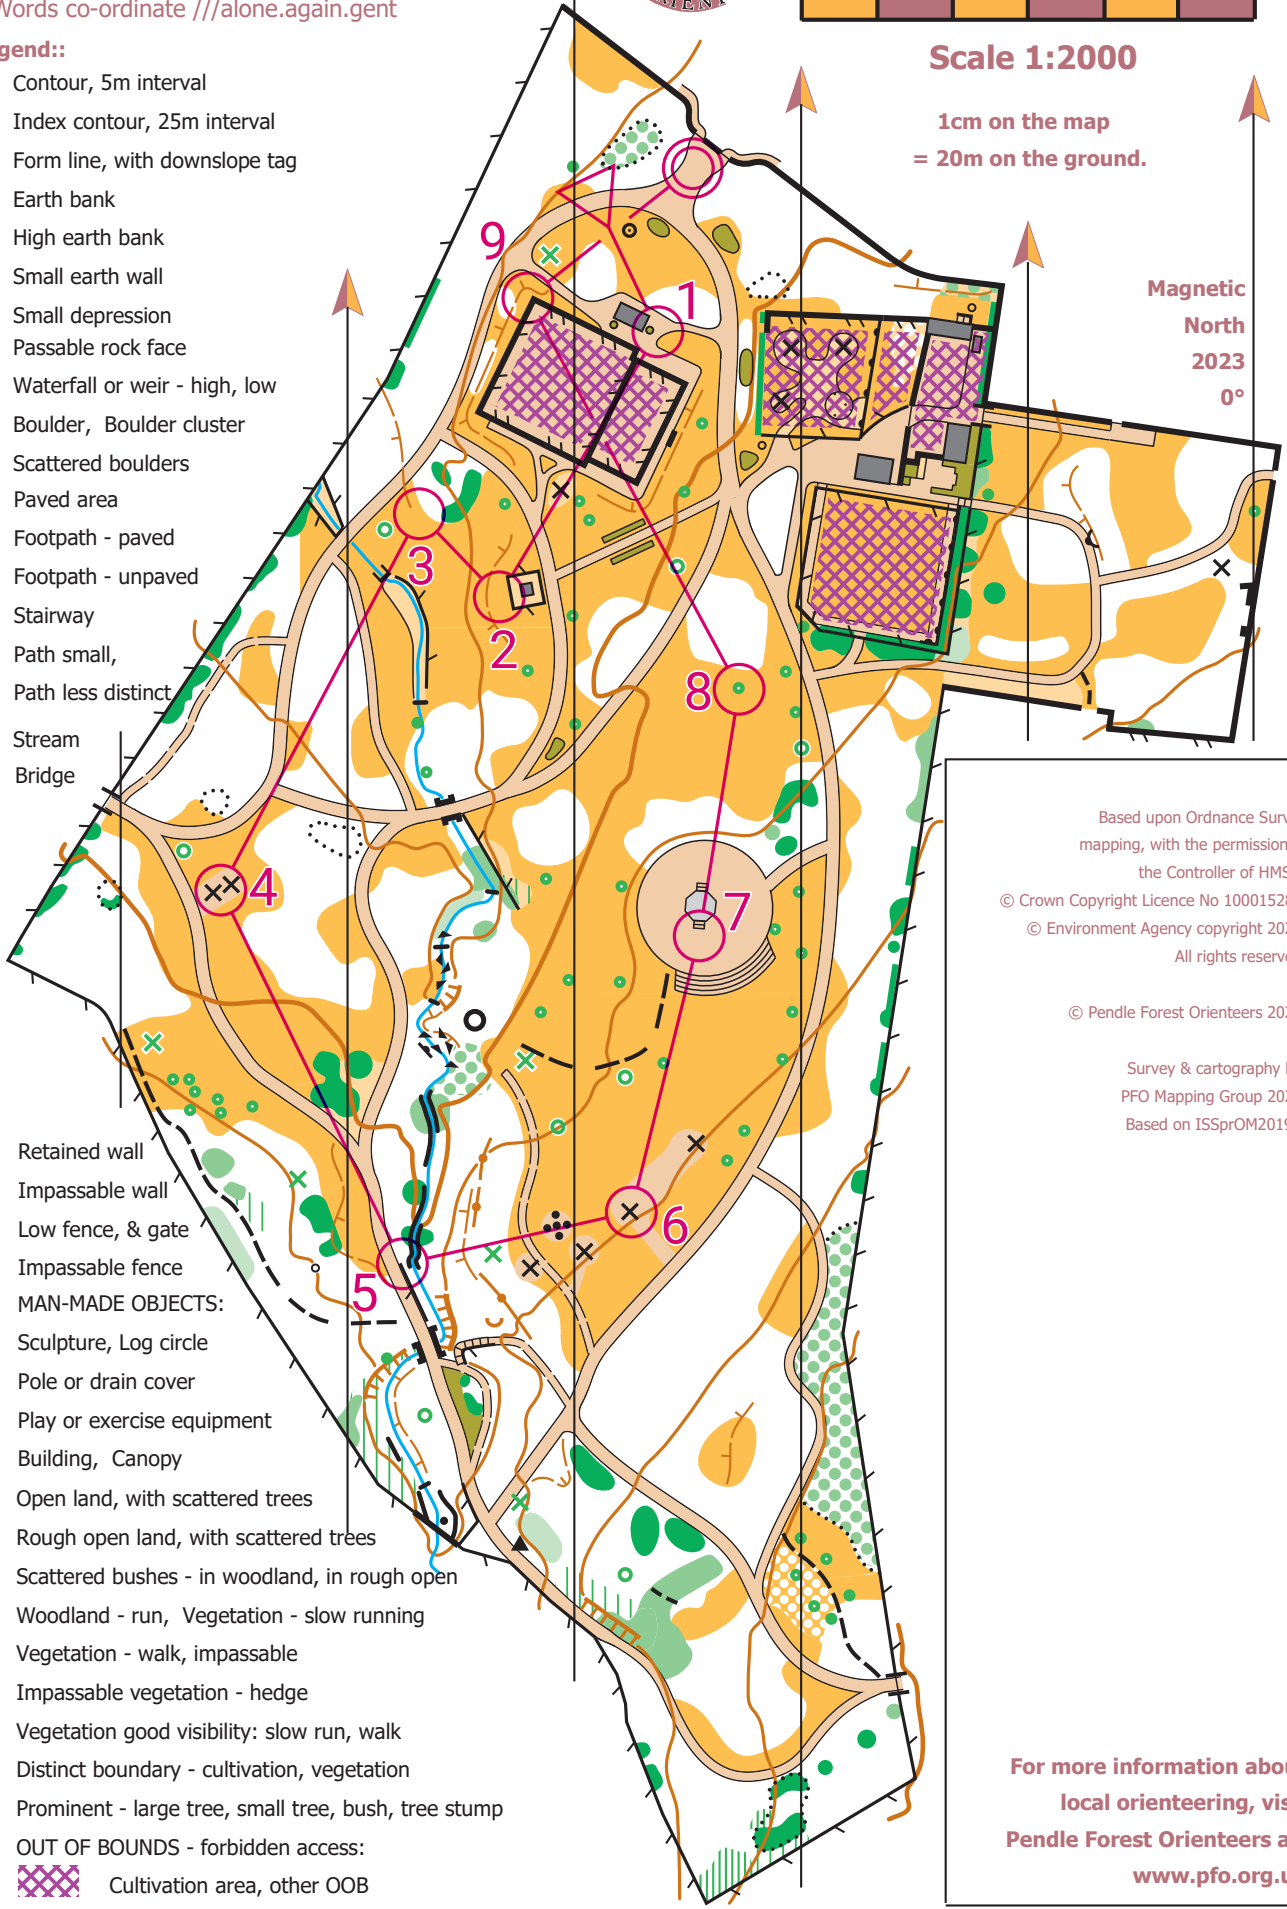 Words co-ordinate ///alone.again.gent
gend::
Contour, 5m interval
Index contour, 25m interval
Form line, with downslope tag
Earth bank
High earth bank
Small earth wall
Small depression
Passable rock face
Waterfall or weir - high, low
Boulder, Boulder cluster
Scattered boulders
Paved area
Footpath - paved
Footpath - unpaved
Stairway
Path small,
Path less distinct
Stream
Bridge
Retained wall
Impassable wall
Low fence, & gate
Impassable fence
MAN-MADE OBJECTS:
Sculpture, Log circle
Pole or drain cover
Play or exercise equipment
Building, Canopy
Open land, with scattered trees
Rough open land, with scattered trees
Scattered bushes - in woodland, in rough open
Woodland - run, Vegetation - slow running
Vegetation - walk, impassable
Impassable vegetation - hedge
Vegetation good visibility: slow run, walk
Distinct boundary - cultivation, vegetation
Prominent - large tree, small tree, bush, tree stump
OUT OF BOUNDS - forbidden access:
Cultivation area, other OOB
Scale 1:2000
1cm on the map
= 20m on the ground.
Magnetic
North
2023
0°
9
1
3
2
8
4
7
6
5
Based upon Ordnance Surv
mapping, with the permission
the Controller of HMS
© Crown Copyright Licence No 10001528
© Environment Agency copyright 202
All rights reserve
© Pendle Forest Orienteers 202
Survey & cartography
PFO Mapping Group 202
Based on ISSprOM2019
For more information abou
local orienteering, vis
Pendle Forest Orienteers a
www.pfo.org.u